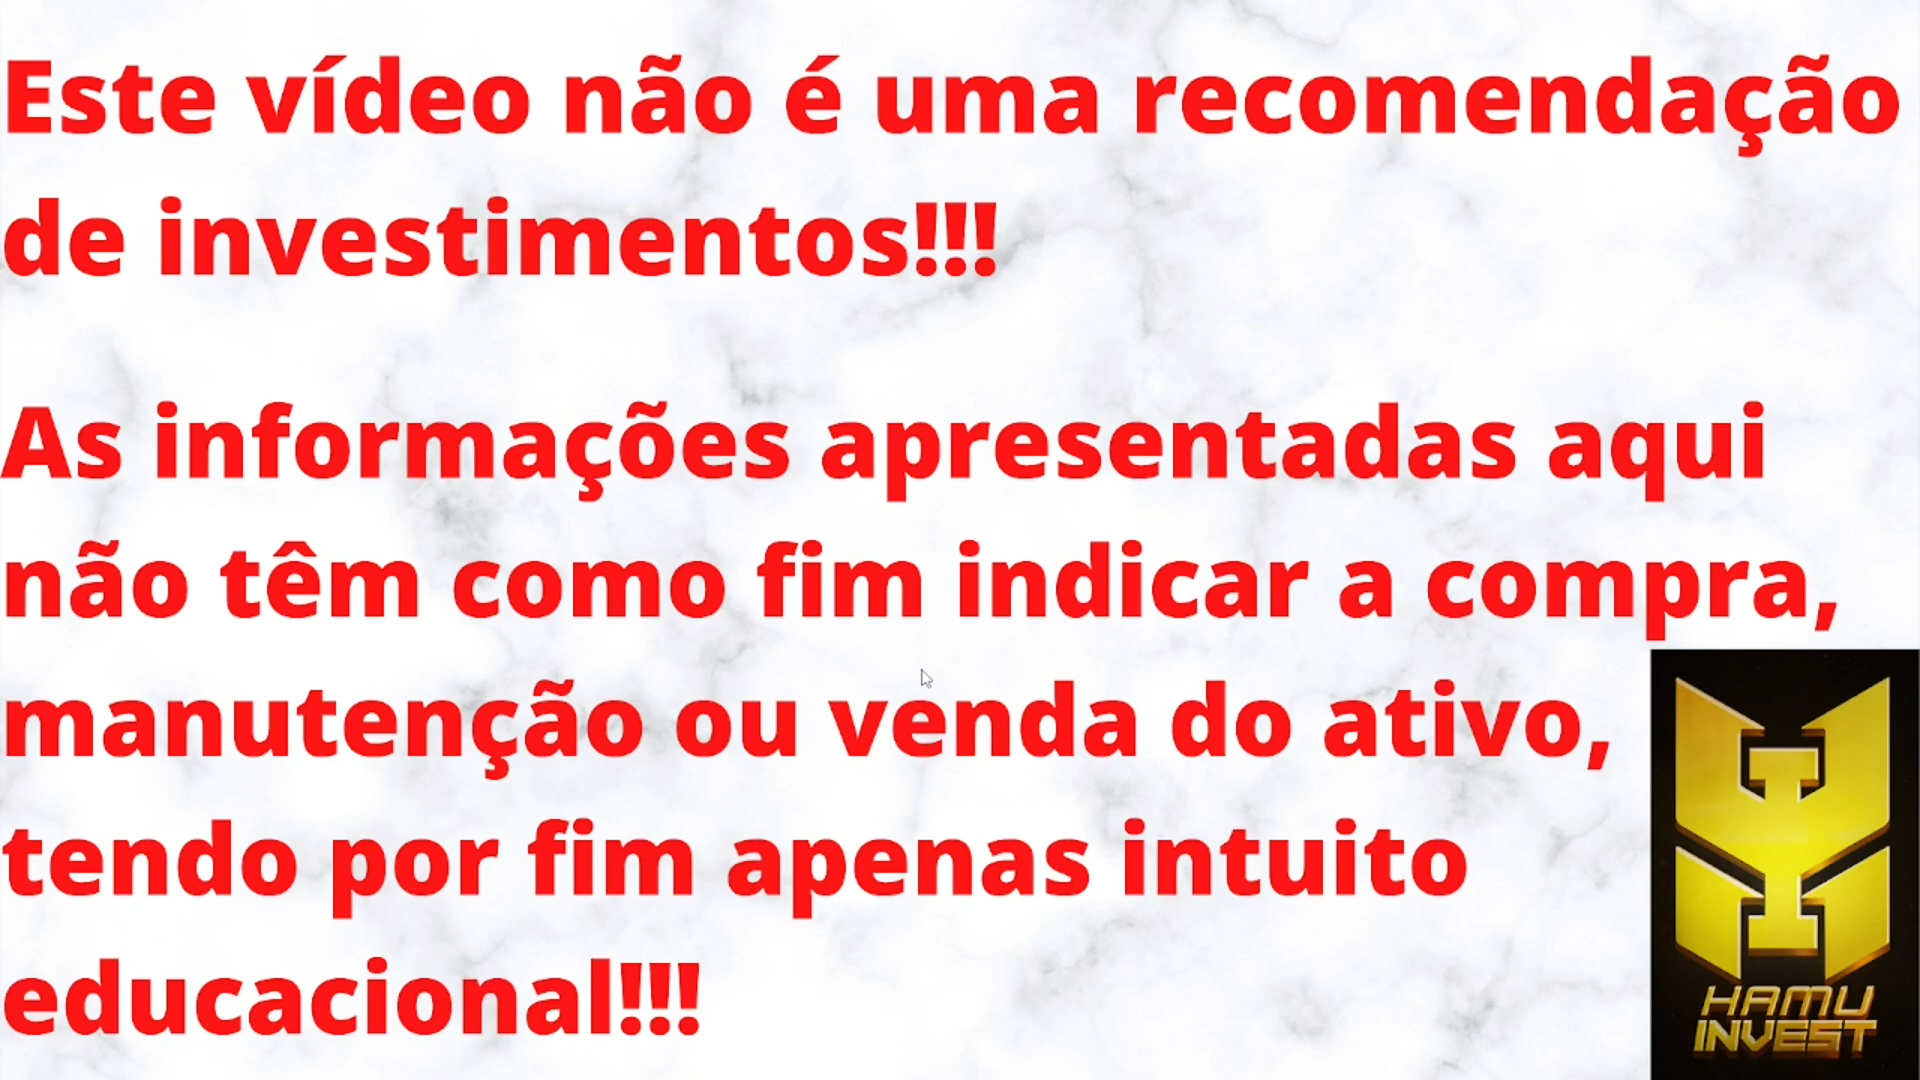 Este vídeo não é uma recomendação
de investimentos!!!
As informações apresentadas aqui
não têm como fim indicar a compra,
manutenção ou venda do ativo,
tendo por fim apenas intuito
educacional!!!
HAMU
INVEST